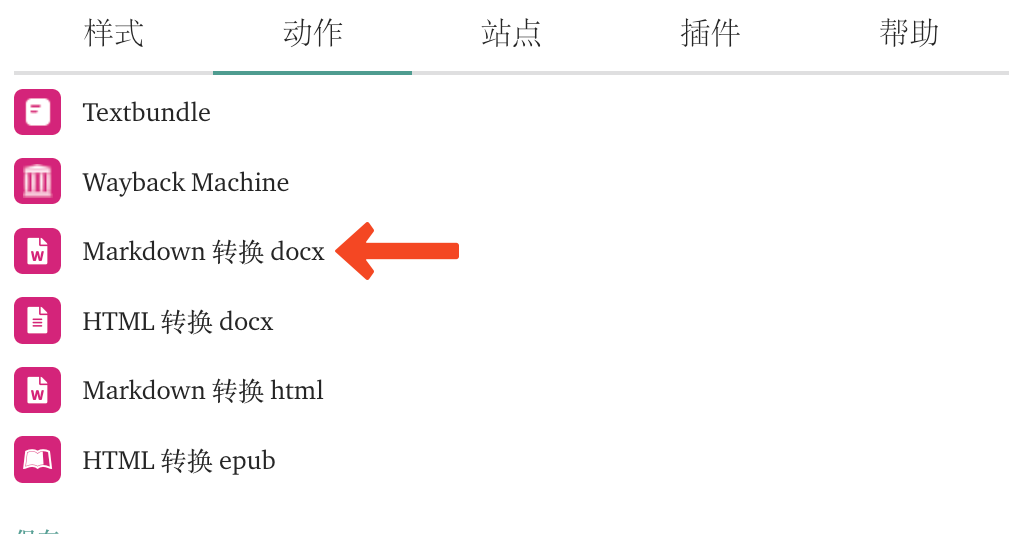 样式 动作 站点 插件 帮助
Textbundle
Wayback Machine
Markdown 转换 docx
HTML 转换 docx
Markdown 转换 html
HTML 转换 epub